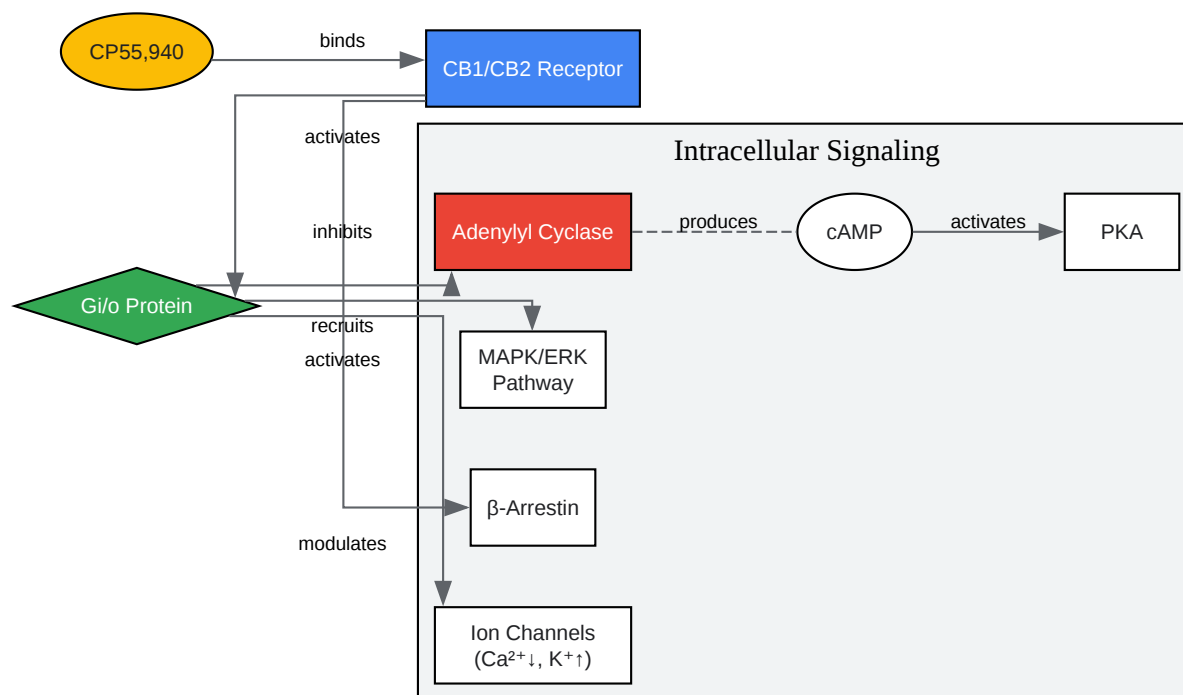 CP55,940
binds
CB1/CB2 Receptor
activates
Intracellular Signaling
inhibits
Adenylyl Cyclase
produces
cAMP
activates
PKA
Gi/o Protein
recruits
activates
MAPK/ERK
Pathway
β-Arrestin
modulates
Ion Channels
(Ca²⁺↓, K⁺↑)